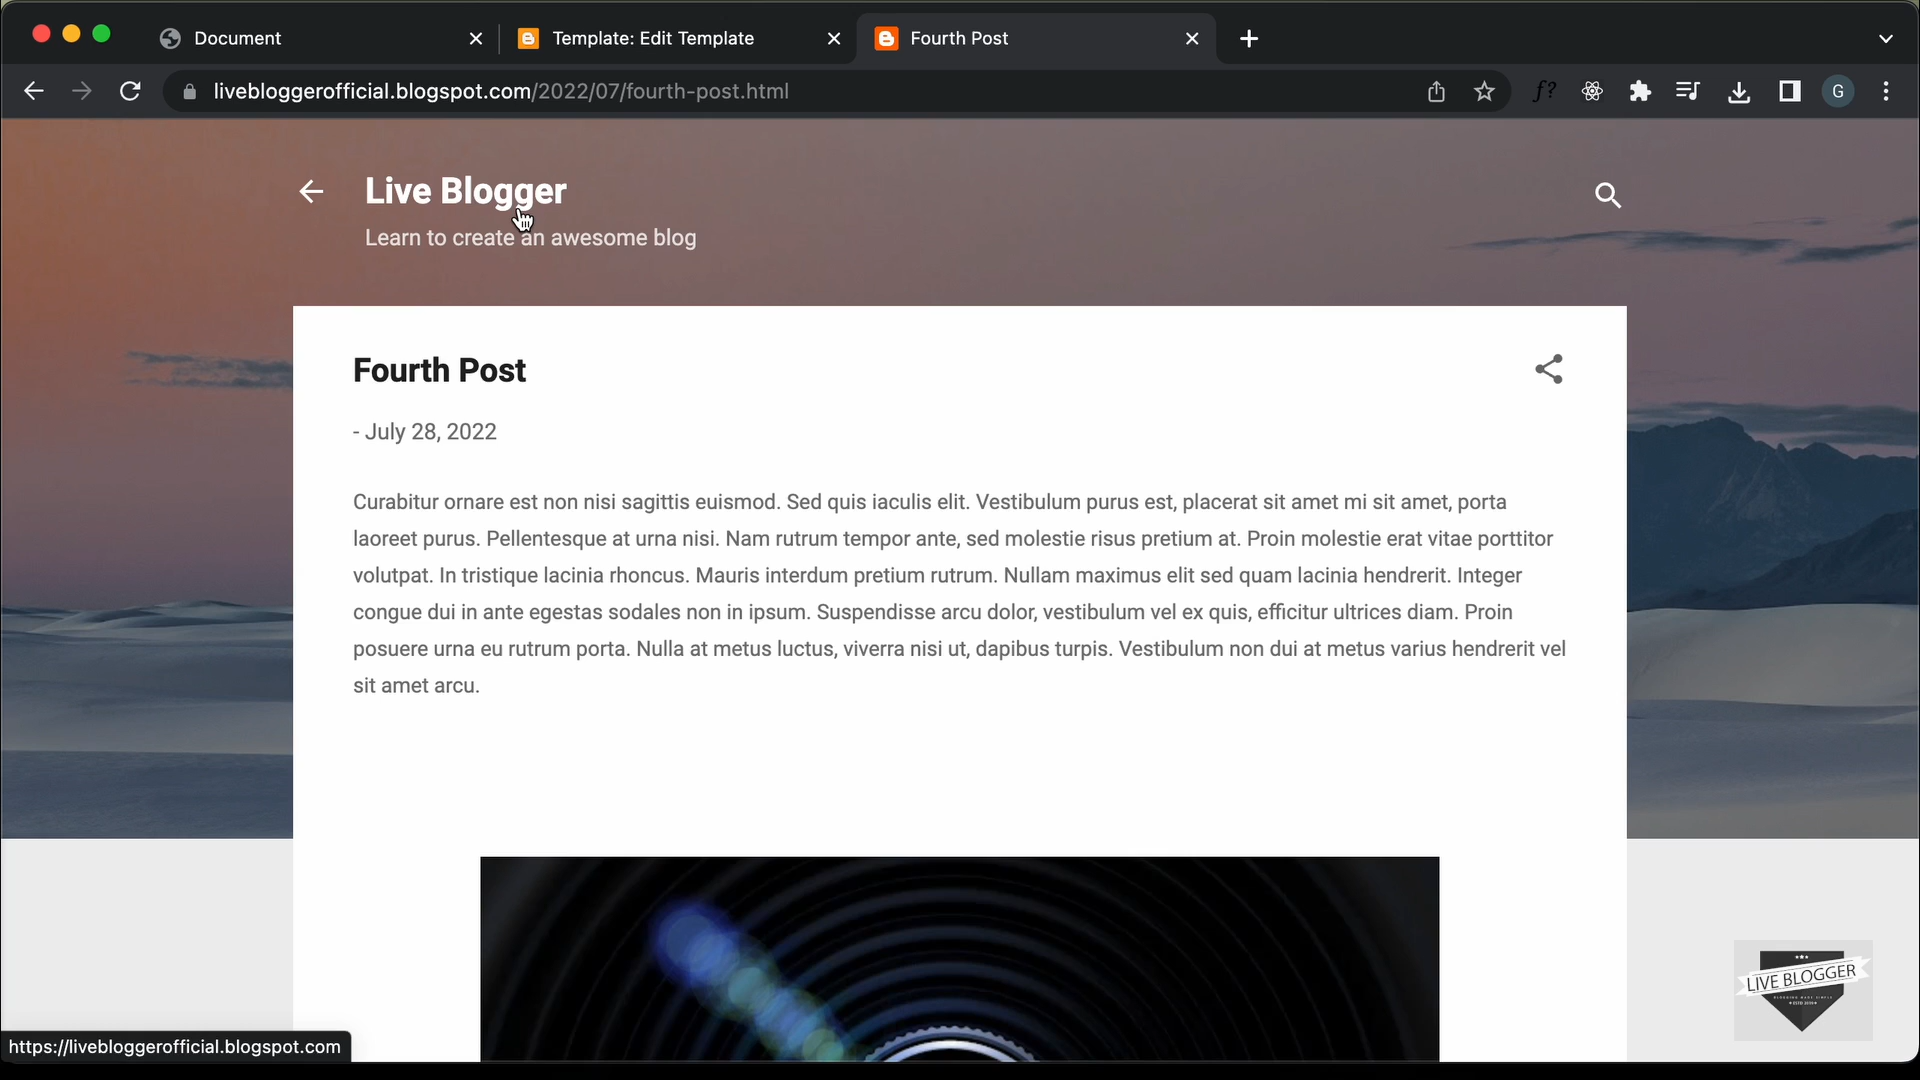 Document
Template: Edit Template
Fourth Post
livebloggerofficial.blogspot.com/2022/07/fourth-post.html
f?
G
Live Blogger
Learn to create an awesome blog
Fourth Post
- July 28, 2022
Curabitur ornare est non nisi sagittis euismod. Sed quis iaculis elit. Vestibulum purus est, placerat sit amet mi sit amet, porta
laoreet purus. Pellentesque at urna nisi. Nam rutrum tempor ante, sed molestie risus pretium at. Proin molestie erat vitae porttitor
volutpat. In tristique lacinia rhoncus. Mauris interdum pretium rutrum. Nullam maximus elit sed quam lacinia hendrerit. Integer
congue dui in ante egestas sodales non in ipsum. Suspendisse arcu dolor, vestibulum vel ex quis, efficitur ultrices diam. Proin
posuere urna eu rutrum porta. Nulla at metus luctus, viverra nisi ut, dapibus turpis. Vestibulum non dui at metus varius hendrerit vel
sit amet arcu.
LIVE BLOGGER
https://livebloggerofficial.blogspot.com